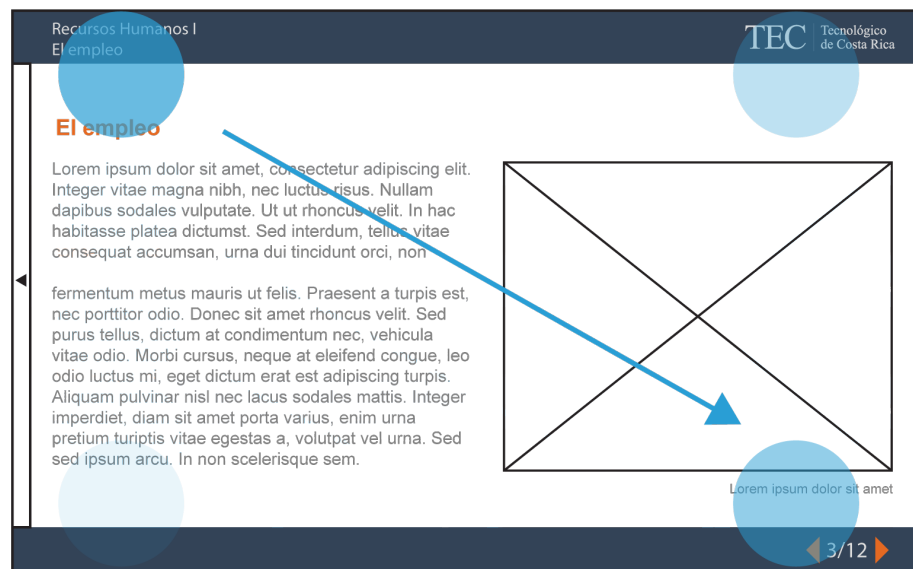 Recursos Humanos I
El empleo
TEC
Tecnológico
de Costa Rica
El empleo
Lorem ipsum dolor sit amet, consectetur adipiscing elit.
Integer vitae magna nibh, nec luctus risus. Nullam
dapibus sodales vulputate. Ut ut rhoncus velit. In hac
habitasse platea dictumst. Sed interdum, tellus vitae
consequat accumsan, urna dui tincidunt orci, non
fermentum metus mauris ut felis. Praesent a turpis est,
nec porttitor odio. Donec sit amet rhoncus velit. Sed
purus tellus, dictum at condimentum nec, vehicula
vitae odio. Morbi cursus, neque at eleifend congue, leo
odio luctus mi, eget dictum erat est adipiscing turpis.
Aliquam pulvinar nisl nec lacus sodales mattis. Integer
imperdiet, diam sit amet porta varius, enim urna
pretium turiptis vitae egestas a, volutpat vel urna. Sed
sed ipsum arcu. In non scelerisque sem.
Lorem ipsum dolor sit amet
3/12